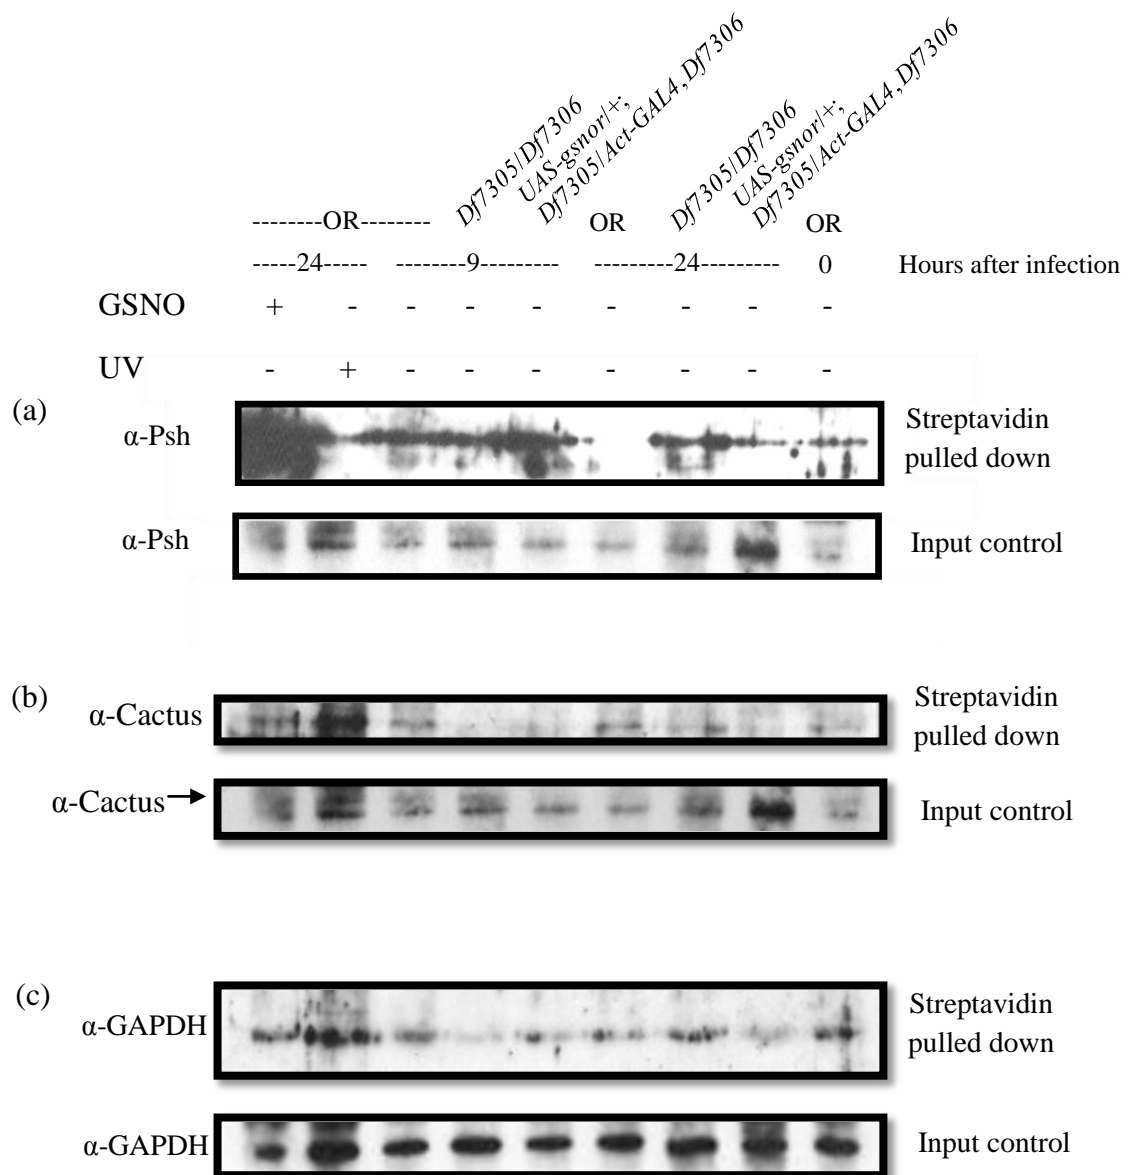 Df7305/Df7306
UAS-gsnor/+;
Df7305/Act-GAL4, Df7306
Df7305/Df7306
UAS-gsnor/+;
Df7305/Act-GAL4, Df7306
--------OR-------- OR OR
-----24----- --------9--------- ---------24--------- 0 Hours after infection
GSNO + - - - - - - - -
UV - + - - - - - - -
(a)
α-Psh Streptavidin
pulled down
α-Psh Input control
(b)
α-Cactus Streptavidin
pulled down
α-Cactus Input control
(c)
α-GAPDH Streptavidin
pulled down
α-GAPDH Input control